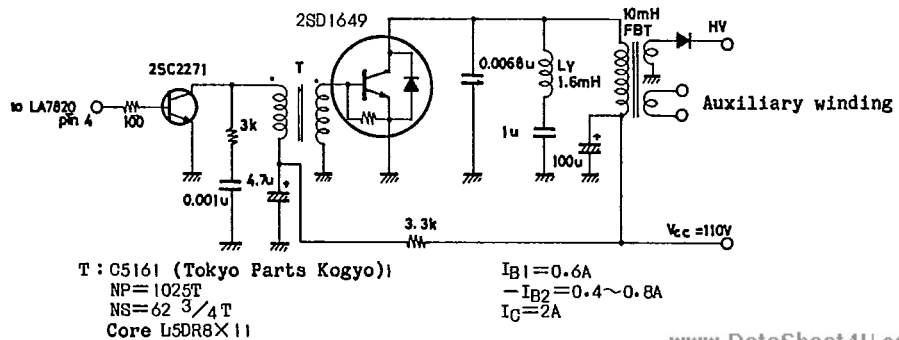 2SD1649
10mH
FBT
HV
2SC2271
T
0.0068u
LY
1.6mH
to LA7820
pin 4
100
3k
Auxiliary winding
1u
100u
4.7u
0.001u
3.3k
Vcc=110V
T : C5161 (Tokyo Parts Kogyo))
NP=1025T
NS=62 3/4T
Core L5DR8×11
IB1=0.6A
−IB2=0.4~0.8A
IC=2A